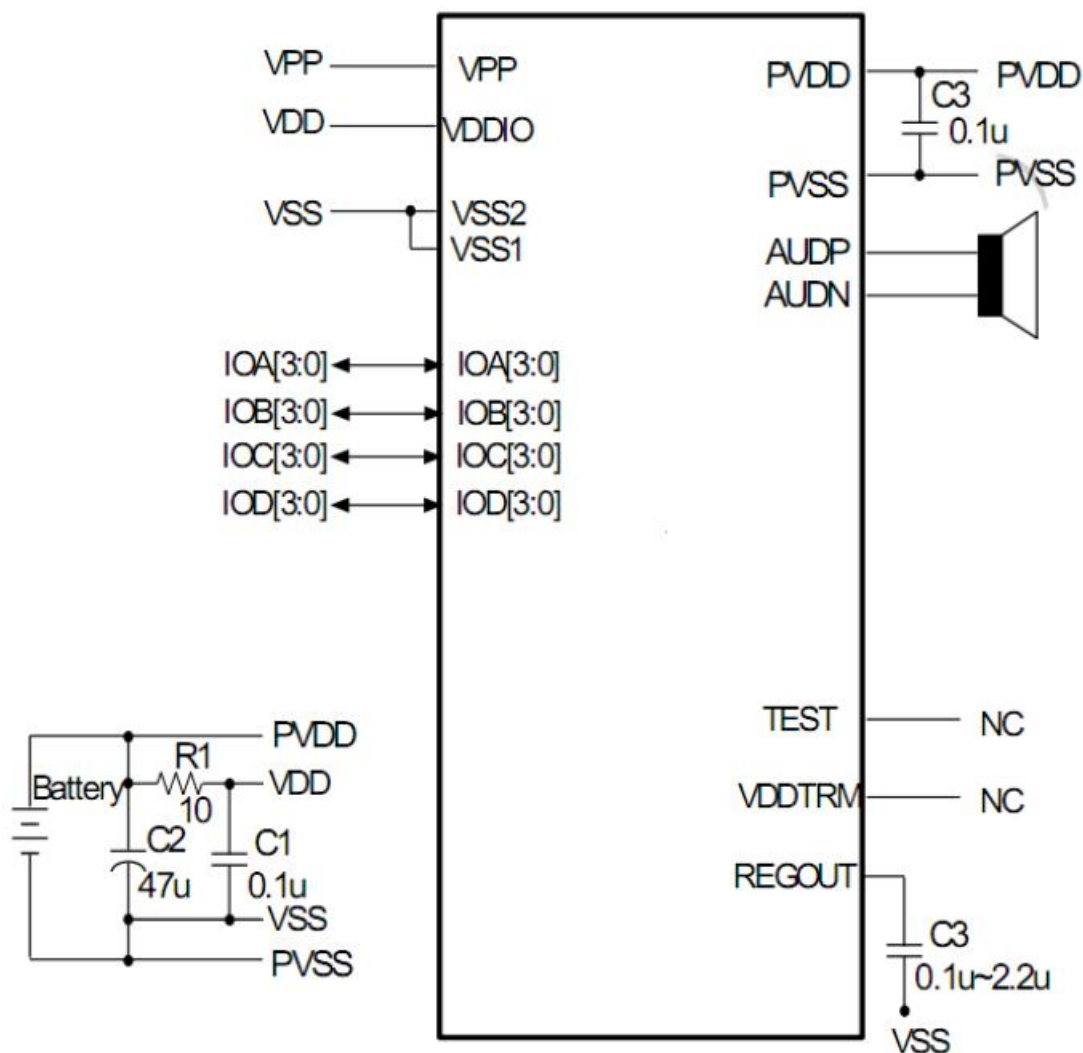 VPP VPP PVDD PVDD
C3
0.1u
VDD VDDIO
PVSS PVSS
VSS VSS2
VSS1
AUDP
AUDN
IOA[3:0] IOA[3:0]
IOB[3:0] IOB[3:0]
IOC[3:0] IOC[3:0]
IOD[3:0] IOD[3:0]
TEST NC
PVDD
R1
Battery VDD
10
VDDTRM NC
C2 C1
47u 0.1u
REGOUT
VSS
C3
PVSS
0.1u~2.2u
VSS